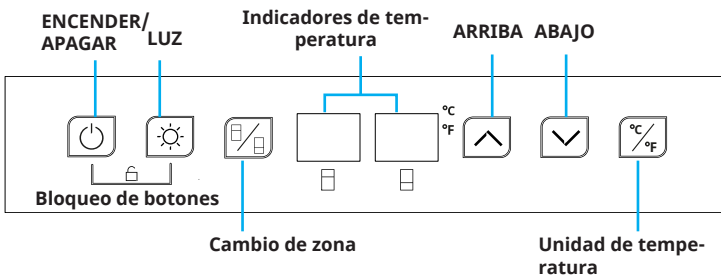 ENCENDER/
APAGAR
LUZ
Indicadores de tem-
peratura
ARRIBA
ABAJO
°C
°F
°C
°F
Bloqueo de botones
Cambio de zona
Unidad de tempe-
ratura